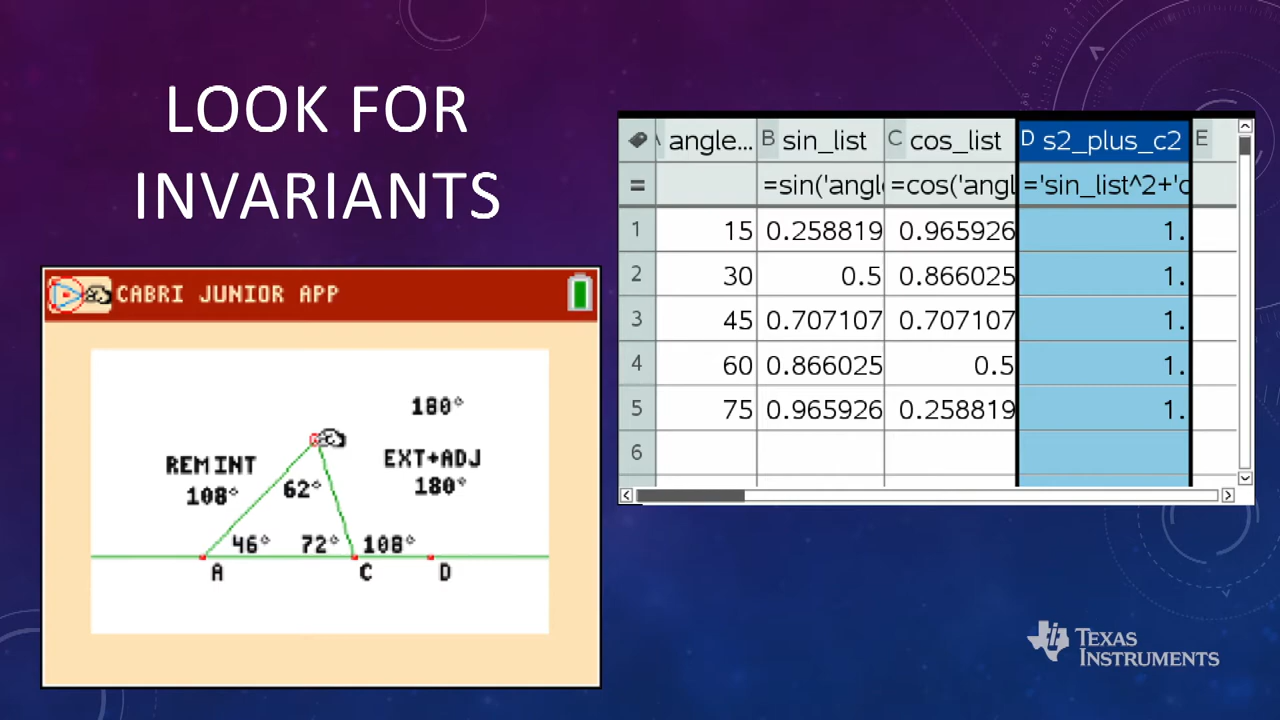 LOOK FOR
INVARIANTS
CABRI JUNIOR APP
180°
REM INT
108°
EXT+ADJ
180°
62°
46° 72° 108°
A C D
A angle... B sin_list C cos_list D s2_plus_c2 E
= =sin('angl =cos('angl ='sin_list^2+'c
1 15 0.258819 0.965926 1.
2 30 0.5 0.866025 1.
3 45 0.707107 0.707107 1.
4 60 0.866025 0.5 1.
5 75 0.965926 0.258819 1.
6
TEXAS
INSTRUMENTS